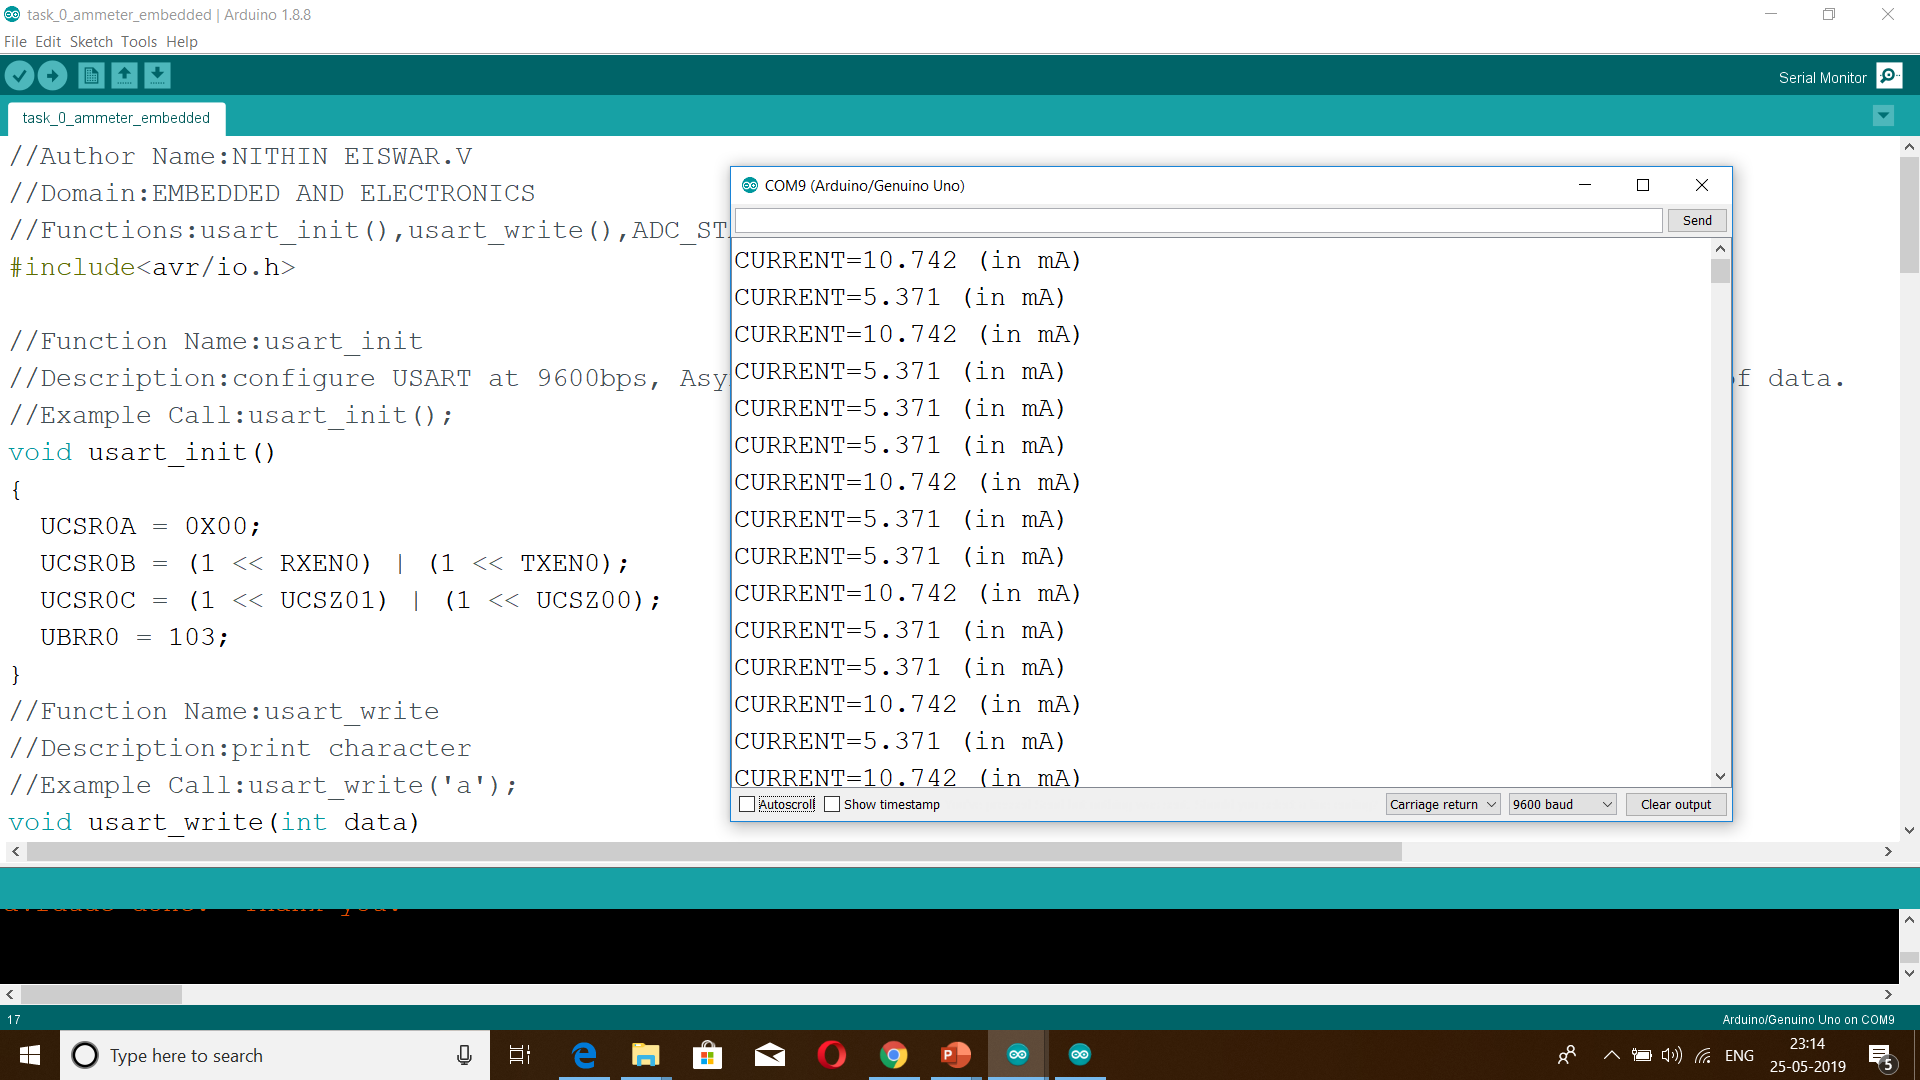 task_0_ammeter_embedded | Arduino 1.8.8
File Edit Sketch Tools Help
Serial Monitor
task_0_ammeter_embedded
//Author Name:NITHIN EISWAR.V
//Domain:EMBEDDED AND ELECTRONICS
//Functions:usart_init(),usart_write(),ADC_ST
#include<avr/io.h>
//Function Name:usart_init
//Description:configure USART at 9600bps, Asy
f data.
//Example Call:usart_init();
void usart_init()
{
UCSR0A = 0X00;
UCSR0B = (1 << RXEN0) | (1 << TXEN0);
UCSR0C = (1 << UCSZ01) | (1 << UCSZ00);
UBRR0 = 103;
}
//Function Name:usart_write
//Description:print character
//Example Call:usart_write('a');
void usart_write(int data)
COM9 (Arduino/Genuino Uno)
Send
CURRENT=10.742 (in mA)
CURRENT=5.371 (in mA)
CURRENT=10.742 (in mA)
CURRENT=5.371 (in mA)
CURRENT=5.371 (in mA)
CURRENT=5.371 (in mA)
CURRENT=10.742 (in mA)
CURRENT=5.371 (in mA)
CURRENT=5.371 (in mA)
CURRENT=10.742 (in mA)
CURRENT=5.371 (in mA)
CURRENT=5.371 (in mA)
CURRENT=10.742 (in mA)
CURRENT=5.371 (in mA)
CURRENT=10.742 (in mA)
Autoscroll Show timestamp Carriage return 9600 baud Clear output
avrdude done. Thank you.
17
Arduino/Genuino Uno on COM9
Type here to search
ENG
23:14
25-05-2019
5